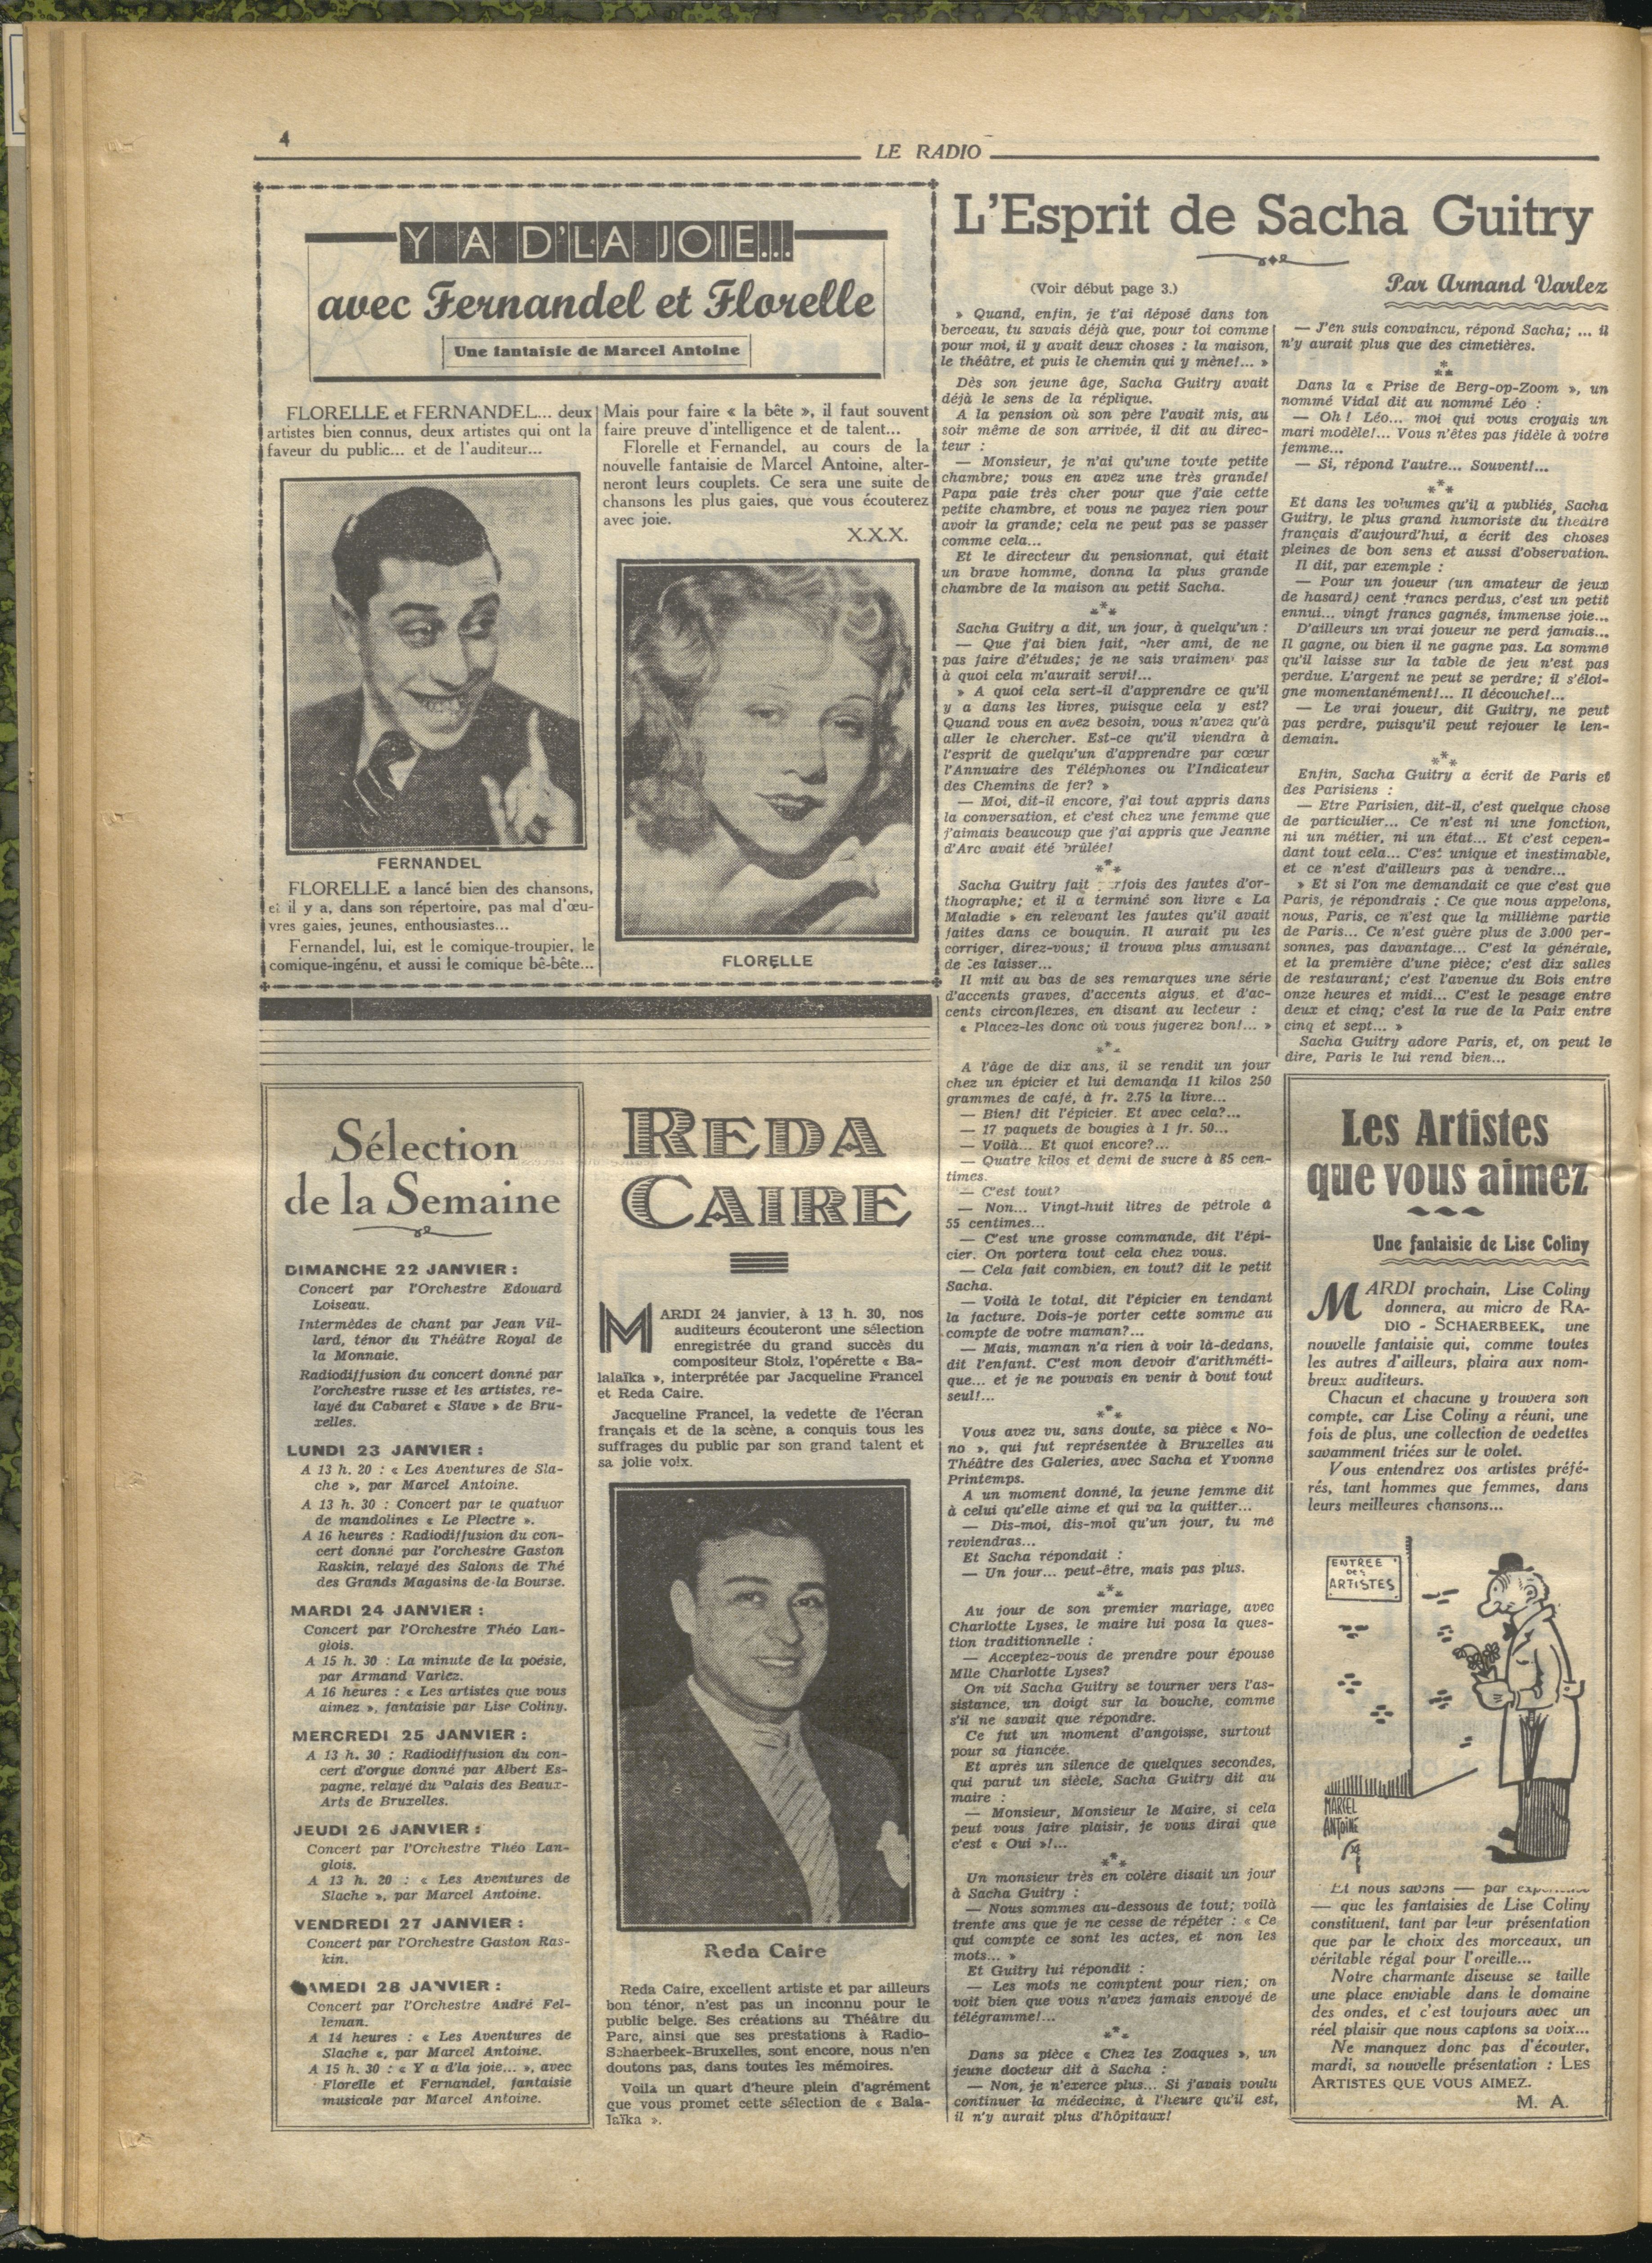 4
LE RADIO
Y A D'LA JOIE...
avec Fernandel et Florelle
Une fantaisie de Marcel Antoine
FLORELLE et FERNANDEL... deux
artistes bien connus, deux artistes qui ont la
faveur du public... et de l'auditeur...
FERNANDEL
FLORELLE a lancé bien des chansons,
et il y a, dans son répertoire, pas mal d'œu-
vres gaies, jeunes, enthousiastes...
Fernandel, lui, est le comique-troupier, le
comique-ingénu, et aussi le comique bê-bête...
Mais pour faire « la bête », il faut souvent
faire preuve d'intelligence et de talent...
Florelle et Fernandel, au cours de la
nouvelle fantaisie de Marcel Antoine, alter-
neront leurs couplets. Ce sera une suite de
chansons les plus gaies, que vous écouterez
avec joie.
X.X.X.
FLORELLE
Sélection
de la Semaine
DIMANCHE 22 JANVIER :
Concert par l'Orchestre Edouard
Loiseau.
Intermèdes de chant par Jean Vil-
lard, ténor du Théâtre Royal de
la Monnaie.
Radiodiffusion du concert donné par
l'orchestre russe et les artistes, re-
layé du Cabaret « Slave » de Bru-
xelles.
LUNDI 23 JANVIER :
A 13 h. 20 : « Les Aventures de Sla-
che », par Marcel Antoine.
A 13 h. 30 : Concert par le quatuor
de mandolines « Le Plectre ».
A 16 heures : Radiodiffusion du con-
cert donné par l'orchestre Gaston
Raskin, relayé des Salons de Thé
des Grands Magasins de la Bourse.
MARDI 24 JANVIER :
Concert par l'Orchestre Théo Lan-
glois.
A 15 h. 30 : La minute de la poésie,
par Armand Varlez.
A 16 heures : « Les artistes que vous
aimez », fantaisie par Lise Coliny.
MERCREDI 25 JANVIER :
A 13 h. 30 : Radiodiffusion du con-
cert d'orgue donné par Albert Es-
pagne, relayé du Palais des Beaux-
Arts de Bruxelles.
JEUDI 26 JANVIER :
Concert par l'Orchestre Théo Lan-
glois.
A 13 h. 20 : « Les Aventures de
Slache », par Marcel Antoine.
VENDREDI 27 JANVIER :
Concert par l'Orchestre Gaston Ras-
kin.
SAMEDI 28 JANVIER :
Concert par l'Orchestre André Fel-
leman.
A 14 heures : « Les Aventures de
Slache «, par Marcel Antoine.
A 15 h. 30 : « Y a d'la joie... », avec
Florelle et Fernandel, fantaisie
musicale par Marcel Antoine.
REDA
CAIRE
MARDI 24 janvier, à 13 h. 30, nos
auditeurs écouteront une sélection
enregistrée du grand succès du
compositeur Stolz, l'opérette « Ba-
lalaïka », interprétée par Jacqueline Francel
et Reda Caire.
Jacqueline Francel, la vedette de l'écran
français et de la scène, a conquis tous les
suffrages du public par son grand talent et
sa jolie voix.
Reda Caire
Reda Caire, excellent artiste et par ailleurs
bon ténor, n'est pas un inconnu pour le
public belge. Ses créations au Théâtre du
Parc, ainsi que ses prestations à Radio-
Schaerbeek-Bruxelles, sont encore, nous n'en
doutons pas, dans toutes les mémoires.
Voilà un quart d'heure plein d'agrément
que vous promet cette sélection de « Bala-
laïka ».
L'Esprit de Sacha Guitry
Par Armand Varlez
(Voir début page 3.)
» Quand, enfin, je t'ai déposé dans ton
berceau, tu savais déjà que, pour toi comme
pour moi, il y avait deux choses : la maison,
le théâtre, et puis le chemin qui y mène!... »
Dès son jeune âge, Sacha Guitry avait
déjà le sens de la réplique.
A la pension où son père l'avait mis, au
soir même de son arrivée, il dit au direc-
teur :
— Monsieur, je n'ai qu'une toute petite
chambre; vous en avez une très grande!
Papa paie très cher pour que j'aie cette
petite chambre, et vous ne payez rien pour
avoir la grande; cela ne peut pas se passer
comme cela...
Et le directeur du pensionnat, qui était
un brave homme, donna la plus grande
chambre de la maison au petit Sacha.
***
Sacha Guitry a dit, un jour, à quelqu'un :
— Que j'ai bien fait, cher ami, de ne
pas faire d'études; je ne sais vraiment pas
à quoi cela m'aurait servi!...
» A quoi cela sert-il d'apprendre ce qu'il
y a dans les livres, puisque cela y est?
Quand vous en avez besoin, vous n'avez qu'à
aller le chercher. Est-ce qu'il viendra à
l'esprit de quelqu'un d'apprendre par cœur
l'Annuaire des Téléphones ou l'Indicateur
des Chemins de fer? »
— Moi, dit-il encore, j'ai tout appris dans
la conversation, et c'est chez une femme que
j'aimais beaucoup que j'ai appris que Jeanne
d'Arc avait été brûlée!
***
Sacha Guitry fait parfois des fautes d'or-
thographe; et il a terminé son livre « La
Maladie » en relevant les fautes qu'il avait
faites dans ce bouquin. Il aurait pu les
corriger, direz-vous; il trouva plus amusant
de les laisser...
Il mit au bas de ses remarques une série
d'accents graves, d'accents aigus, et d'ac-
cents circonflexes, en disant au lecteur :
« Placez-les donc où vous jugerez bon!... »
***
A l'âge de dix ans, il se rendit un jour
chez un épicier et lui demanda 11 kilos 250
grammes de café, à fr. 2.75 la livre...
— Bien! dit l'épicier. Et avec cela?...
— 17 paquets de bougies à 1 fr. 50...
— Voilà... Et quoi encore?...
— Quatre kilos et demi de sucre à 85 cen-
times.
— C'est tout?
— Non... Vingt-huit litres de pétrole à
55 centimes...
— C'est une grosse commande, dit l'épi-
cier. On portera tout cela chez vous.
— Cela fait combien, en tout? dit le petit
Sacha.
— Voilà le total, dit l'épicier en tendant
la facture. Dois-je porter cette somme au
compte de votre maman?...
— Mais, maman n'a rien à voir là-dedans,
dit l'enfant. C'est mon devoir d'arithméti-
que... et je ne pouvais en venir à bout tout
seul!...
***
Vous avez vu, sans doute, sa pièce « No-
no », qui fut représentée à Bruxelles au
Théâtre des Galeries, avec Sacha et Yvonne
Printemps.
A un moment donné, la jeune femme dit
à celui qu'elle aime et qui va la quitter...
— Dis-moi, dis-moi qu'un jour, tu me
reviendras...
Et Sacha répondait :
— Un jour... peut-être, mais pas plus.
***
Au jour de son premier mariage, avec
Charlotte Lyses, le maire lui posa la ques-
tion traditionnelle :
— Acceptez-vous de prendre pour épouse
Mlle Charlotte Lyses?
On vit Sacha Guitry se tourner vers l'as-
sistance, un doigt sur la bouche, comme
s'il ne savait que répondre.
Ce fut un moment d'angoisse, surtout
pour sa fiancée.
Et après un silence de quelques secondes,
qui parut un siècle, Sacha Guitry dit au
maire :
— Monsieur, Monsieur le Maire, si cela
peut vous faire plaisir, je vous dirai que
c'est « Oui »!...
***
Un monsieur très en colère disait un jour
à Sacha Guitry :
— Nous sommes au-dessous de tout; voilà
trente ans que je ne cesse de répéter : « Ce
qui compte ce sont les actes, et non les
mots... »
Et Guitry lui répondit :
— Les mots ne comptent pour rien; on
voit bien que vous n'avez jamais envoyé de
télégramme!...
***
Dans sa pièce « Chez les Zoaques », un
jeune docteur dit à Sacha :
— Non, je n'exerce plus... Si j'avais voulu
continuer la médecine, à l'heure qu'il est,
il n'y aurait plus d'hôpitaux!
— J'en suis convaincu, répond Sacha; ... il
n'y aurait plus que des cimetières.
***
Dans la « Prise de Berg-op-Zoom », un
nommé Vidal dit au nommé Léo :
— Oh! Léo... moi qui vous croyais un
mari modèle!... Vous n'êtes pas fidèle à votre
femme...
— Si, répond l'autre... Souvent!...
***
Et dans les volumes qu'il a publiés, Sacha
Guitry, le plus grand humoriste du théâtre
français d'aujourd'hui, a écrit des choses
pleines de bon sens et aussi d'observation.
Il dit, par exemple :
— Pour un joueur (un amateur de jeux
de hasard) cent francs perdus, c'est un petit
ennui... vingt francs gagnés, immense joie...
D'ailleurs un vrai joueur ne perd jamais...
Il gagne, ou bien il ne gagne pas. La somme
qu'il laisse sur la table de jeu n'est pas
perdue. L'argent ne peut se perdre; il s'éloi-
gne momentanément!... Il découche!...
— Le vrai joueur, dit Guitry, ne peut
pas perdre, puisqu'il peut rejouer le len-
demain.
***
Enfin, Sacha Guitry a écrit de Paris et
des Parisiens :
— Etre Parisien, dit-il, c'est quelque chose
de particulier... Ce n'est ni une fonction,
ni un métier, ni un état... Et c'est cepen-
dant tout cela... C'est unique et inestimable,
et ce n'est d'ailleurs pas à vendre...
» Et si l'on me demandait ce que c'est que
Paris, je répondrais : Ce que nous appelons,
nous, Paris, ce n'est que la millième partie
de Paris... Ce n'est guère plus de 3.000 per-
sonnes, pas davantage... C'est la générale,
et la première d'une pièce; c'est dix salles
de restaurant; c'est l'avenue du Bois entre
onze heures et midi... C'est le pesage entre
deux et cinq; c'est la rue de la Paix entre
cinq et sept... »
Sacha Guitry adore Paris, et, on peut le
dire, Paris le lui rend bien...
Les Artistes
que vous aimez
Une fantaisie de Lise Coliny
MARDI prochain, Lise Coliny
donnera, au micro de RA-
DIO - SCHAERBEEK, une
nouvelle fantaisie qui, comme toutes
les autres d'ailleurs, plaira aux nom-
breux auditeurs.
Chacun et chacune y trouvera son
compte, car Lise Coliny a réuni, une
fois de plus, une collection de vedettes
savamment triées sur le volet.
Vous entendrez vos artistes préfé-
rés, tant hommes que femmes, dans
leurs meilleures chansons...
ENTREE
DES
ARTISTES
MARCEL
ANTOINE
Et nous savons — par expérience
— que les fantaisies de Lise Coliny
constituent, tant par leur présentation
que par le choix des morceaux, un
véritable régal pour l'oreille...
Notre charmante diseuse se taille
une place enviable dans le domaine
des ondes, et c'est toujours avec un
réel plaisir que nous captons sa voix...
Ne manquez donc pas d'écouter,
mardi, sa nouvelle présentation : LES
ARTISTES QUE VOUS AIMEZ.
M. A.